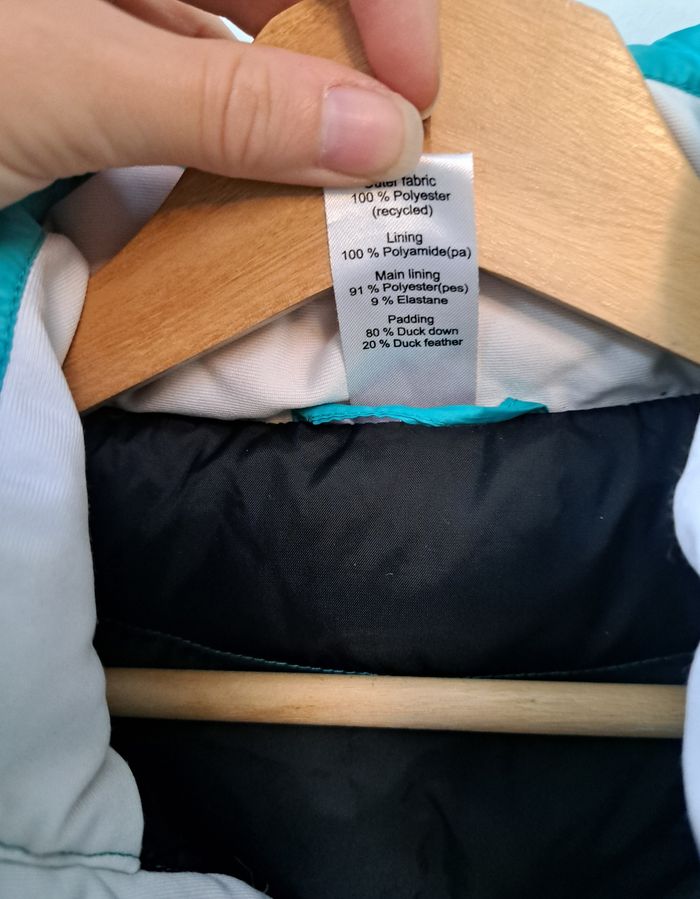 Outer fabric
100 % Polyester
(recycled)
Lining
100 % Polyamide(pa)
Main lining
91 % Polyester(pes)
9 % Elastane
Padding
80 % Duck down
20 % Duck feather